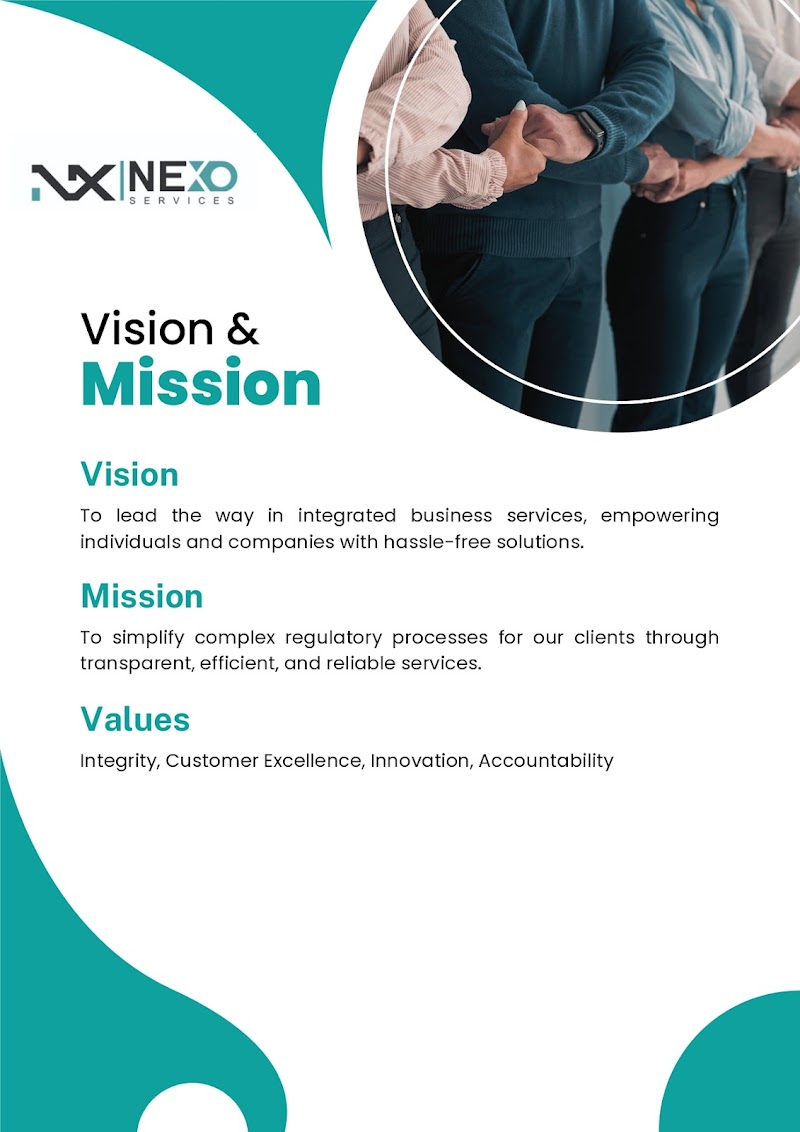 NX|NEXO
SERVICES
Vision &
Mission
Vision
To lead the way in integrated business services, empowering
individuals and companies with hassle-free solutions.
Mission
To simplify complex regulatory processes for our clients through
transparent, efficient, and reliable services.
Values
Integrity, Customer Excellence, Innovation, Accountability